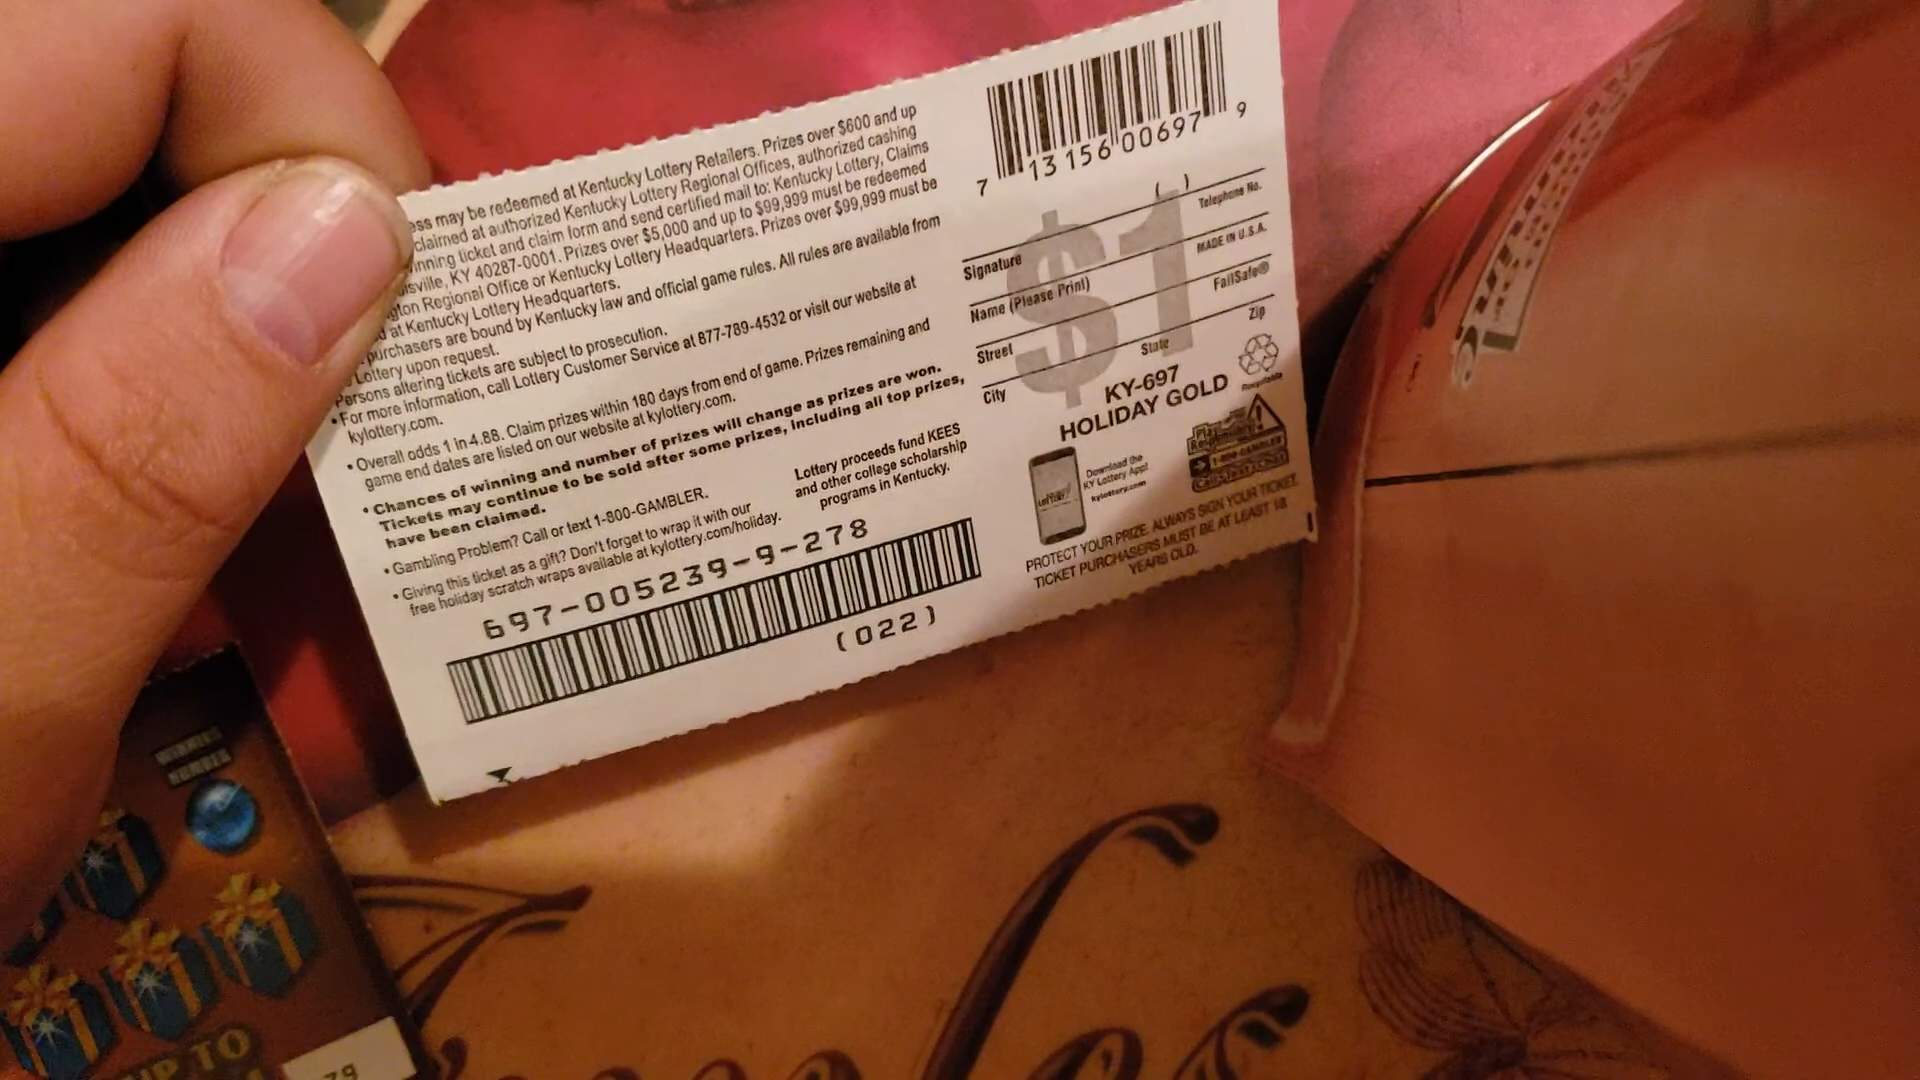 ess may be redeemed at Kentucky Lottery Retailers. Prizes over $600 and up
claimed at authorized Kentucky Lottery Regional Offices, authorized cashing
inning ticket and claim form and send certified mail to: Kentucky Lottery, Claims
isville, KY 40287-0001. Prizes over $5,000 and up to $99,999 must be redeemed
gton Regional Office or Kentucky Lottery Headquarters. Prizes over $99,999 must be
d at Kentucky Lottery Headquarters.
purchasers are bound by Kentucky law and official game rules. All rules are available from
Lottery upon request.
Persons altering tickets are subject to prosecution.
• For more information, call Lottery Customer Service at 877-789-4532 or visit our website at
kylottery.com.
• Overall odds 1 in 4.88. Claim prizes within 180 days from end of game. Prizes remaining and
game end dates are listed on our website at kylottery.com.
• Chances of winning and number of prizes will change as prizes are won.
Tickets may continue to be sold after some prizes, including all top prizes,
have been claimed.
• Gambling Problem? Call or text 1-800-GAMBLER.
• Giving this ticket as a gift? Don't forget to wrap it with our
free holiday scratch wraps available at kylottery.com/holiday.
Lottery proceeds fund KEES
and other college scholarship
programs in Kentucky.
697-005239-9-278
(022)
7 13156 00697 9
$1
( )
Telephone No.
Signature
MADE IN U.S.A.
Name (Please Print)
FailSafe®
Street
State
Zip
City
Recyclable
KY-697
HOLIDAY GOLD
Download the
KY Lottery App!
kylottery.com
Play
Responsibly
1-800-GAMBLER
Call/Text/Chat
PROTECT YOUR PRIZE. ALWAYS SIGN YOUR TICKET.
TICKET PURCHASERS MUST BE AT LEAST 18
YEARS OLD.
WINNING
NUMBER
UP TO
79